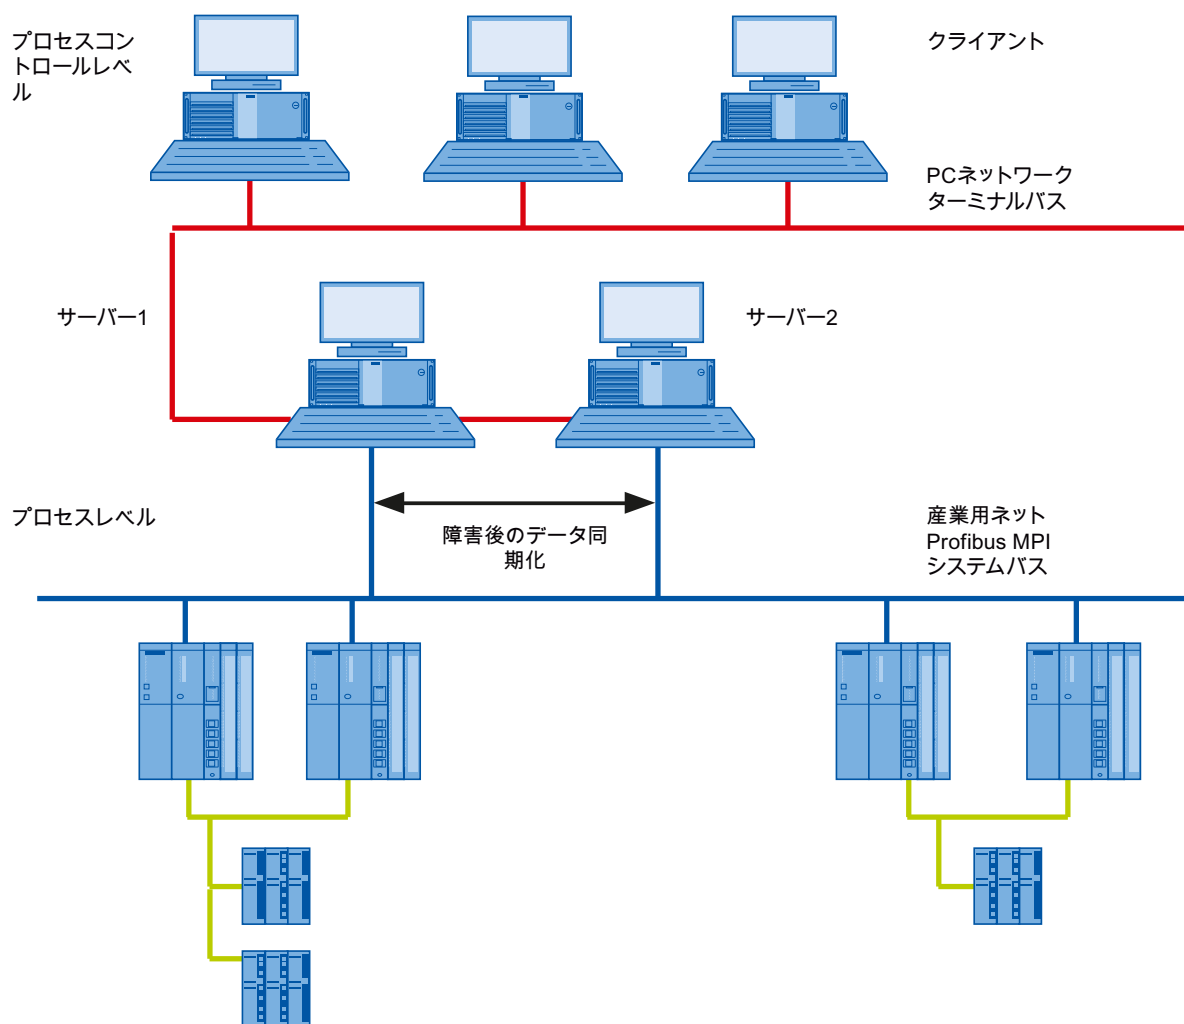 プロセスコン
トロールレベ
ル
クライアント
PCネットワーク
ターミナルバス
サーバー1
サーバー2
プロセスレベル
障害後のデータ同
期化
産業用ネット
Profibus MPI
システムバス